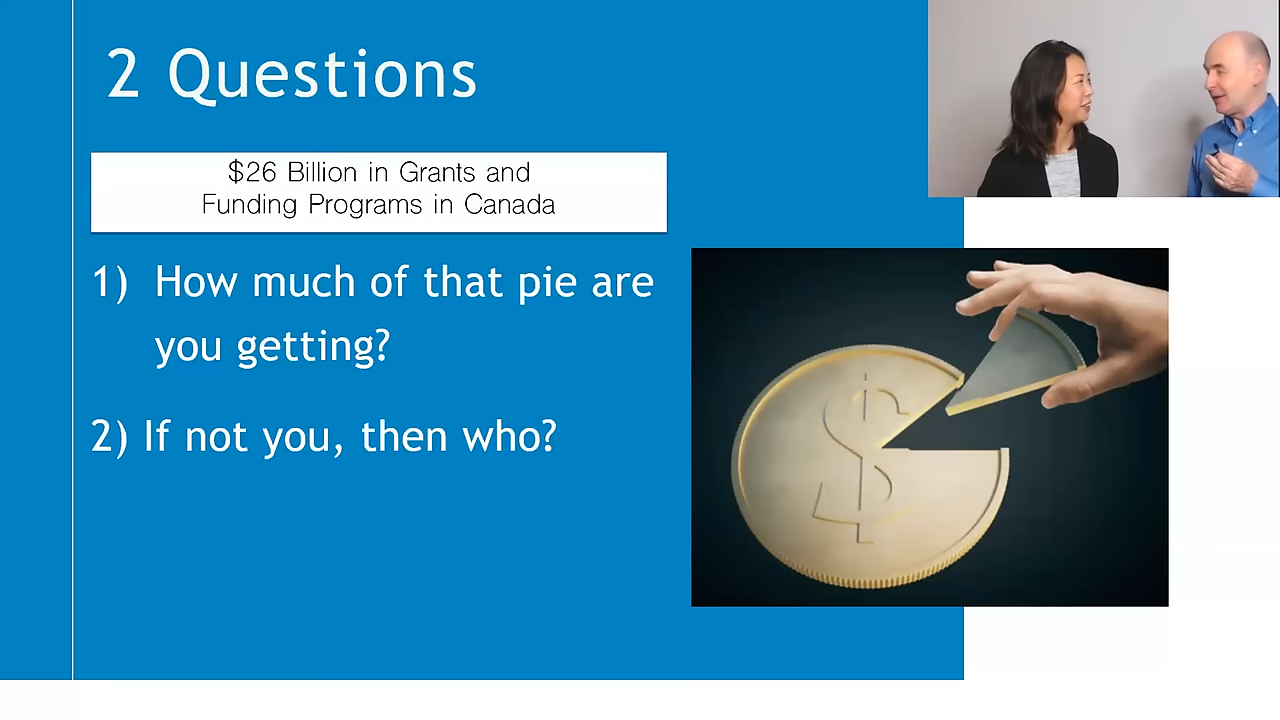 2 Questions
$26 Billion in Grants and
Funding Programs in Canada
1) How much of that pie are
you getting?
2) If not you, then who?
$